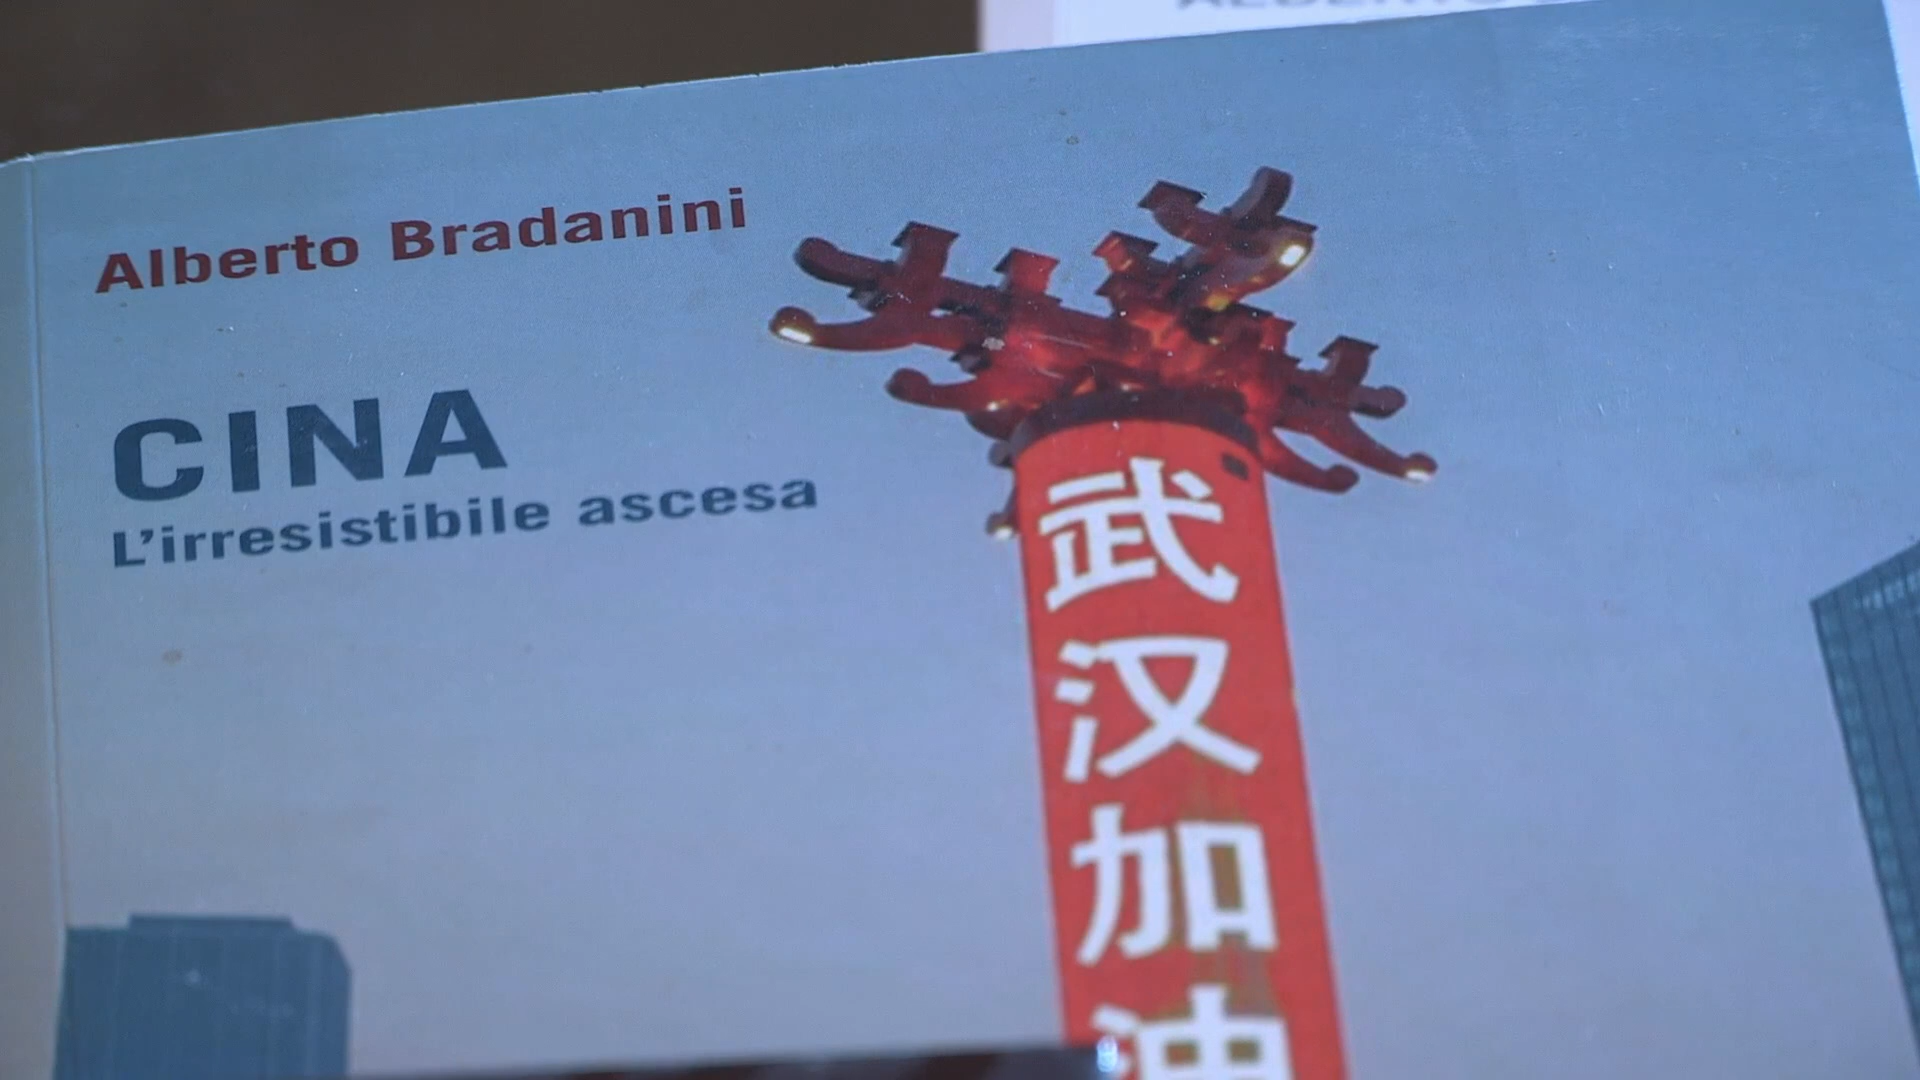 Alberto Bradanini
CINA
L'irresistibile ascesa
武汉加油